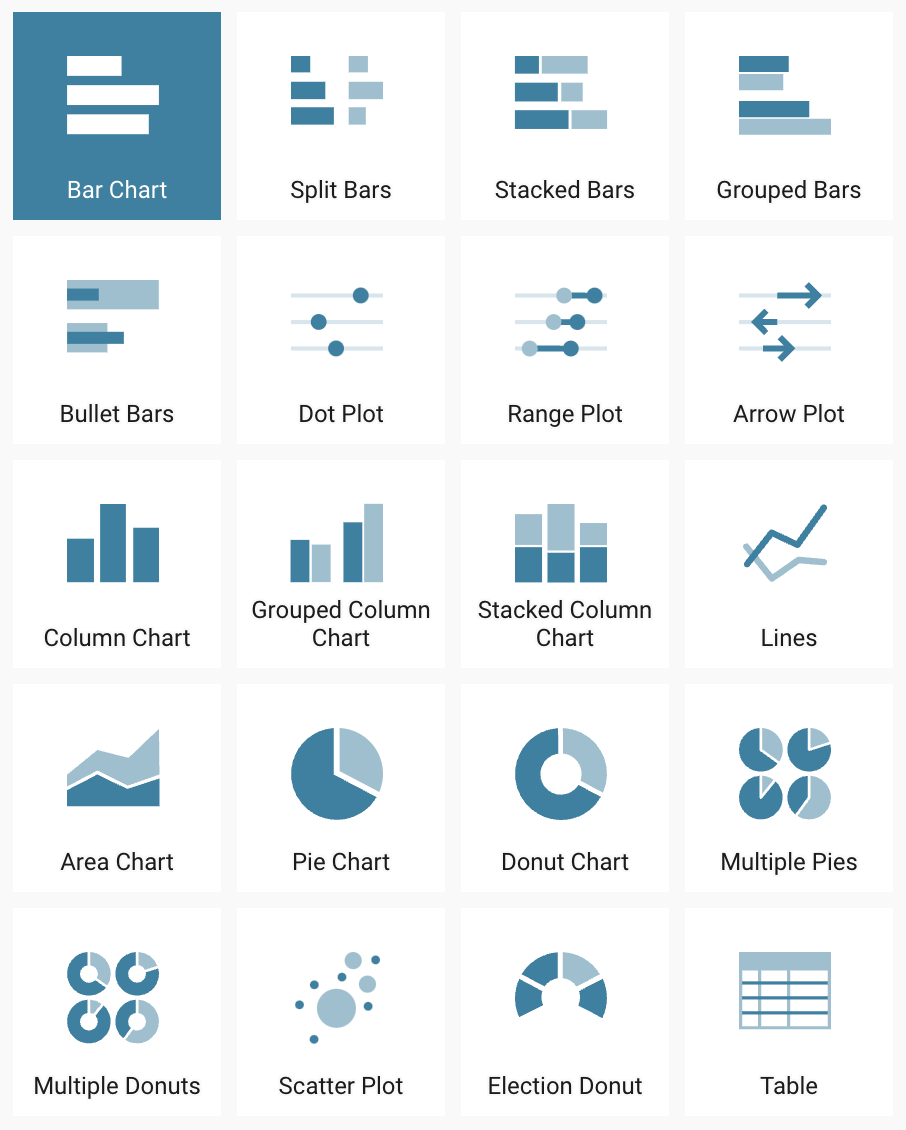 Bar Chart
Split Bars
Stacked Bars
Grouped Bars
Bullet Bars
Dot Plot
Range Plot
Arrow Plot
Column Chart
Grouped Column
Chart
Stacked Column
Chart
Lines
Area Chart
Pie Chart
Donut Chart
Multiple Pies
Multiple Donuts
Scatter Plot
Election Donut
Table